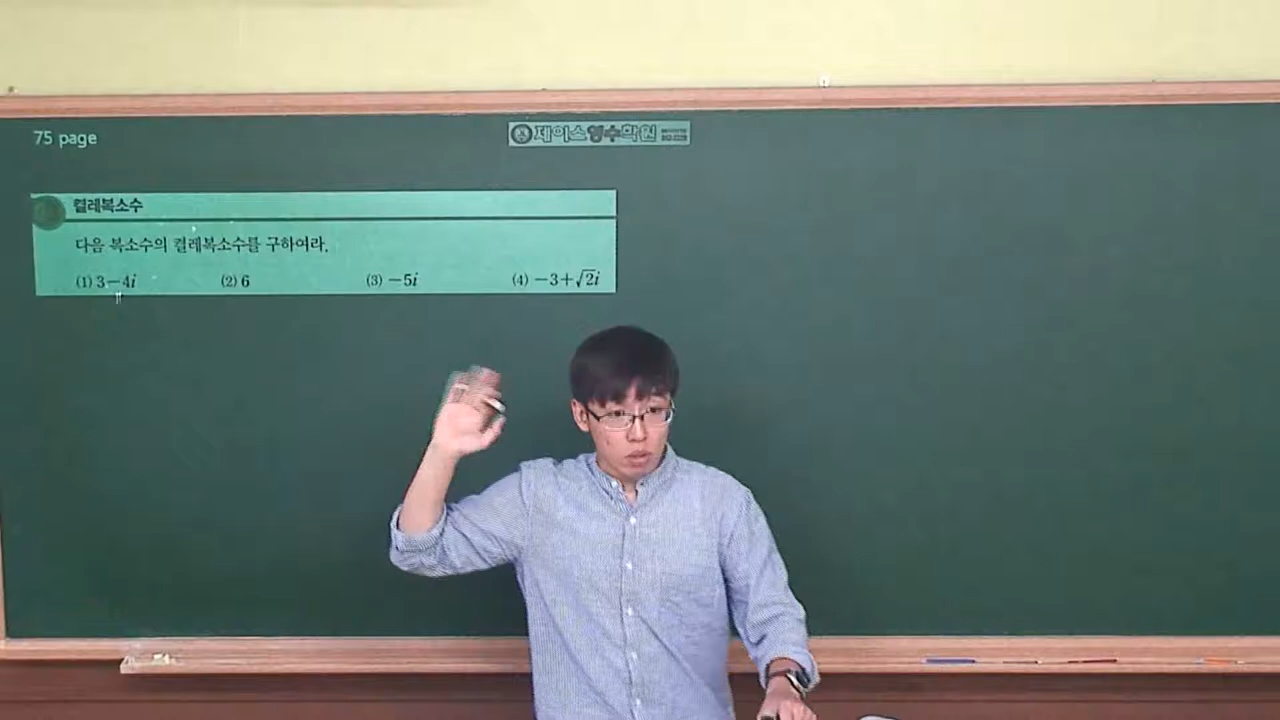 75 page
제이스영수학원
켤레복소수
다음 복소수의 켤레복소수를 구하여라.
(1) 3-4i (2) 6 (3) -5i (4) -3+√2i